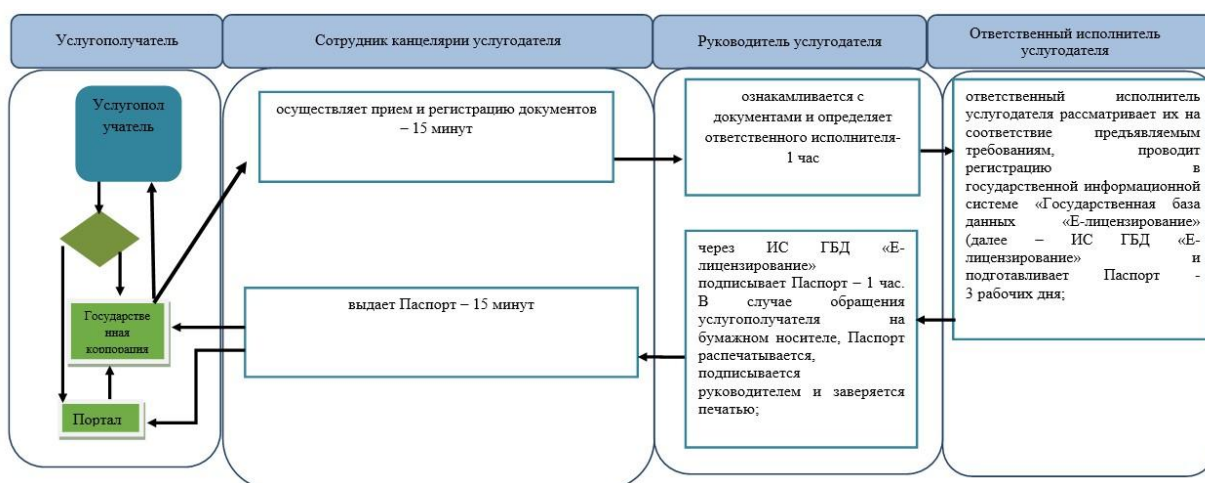 Услугополучатель
Сотрудник канцелярии услугодателя
Руководитель услугодателя
Ответственный исполнитель
услугодателя
Услугопол
учатель
Государстве
нная
корпорация
Портал
осуществляет прием и регистрацию документов
– 15 минут
выдает Паспорт – 15 минут
ознакамливается с
документами и определяет
ответственного исполнителя-
1 час
через ИС ГБД «Е-
лицензирование»
подписывает Паспорт – 1 час.
В случае обращения
услугополучателя на
бумажном носителе, Паспорт
распечатывается,
подписывается
руководителем и заверяется
печатью;
ответственный исполнитель
услугодателя рассматривает их на
соответствие предъявляемым
требованиям, проводит
регистрацию в
государственной информационной
системе «Государственная база
данных «Е-лицензирование»
(далее – ИС ГБД «Е-
лицензирование» и
подготавливает Паспорт -
3 рабочих дня;